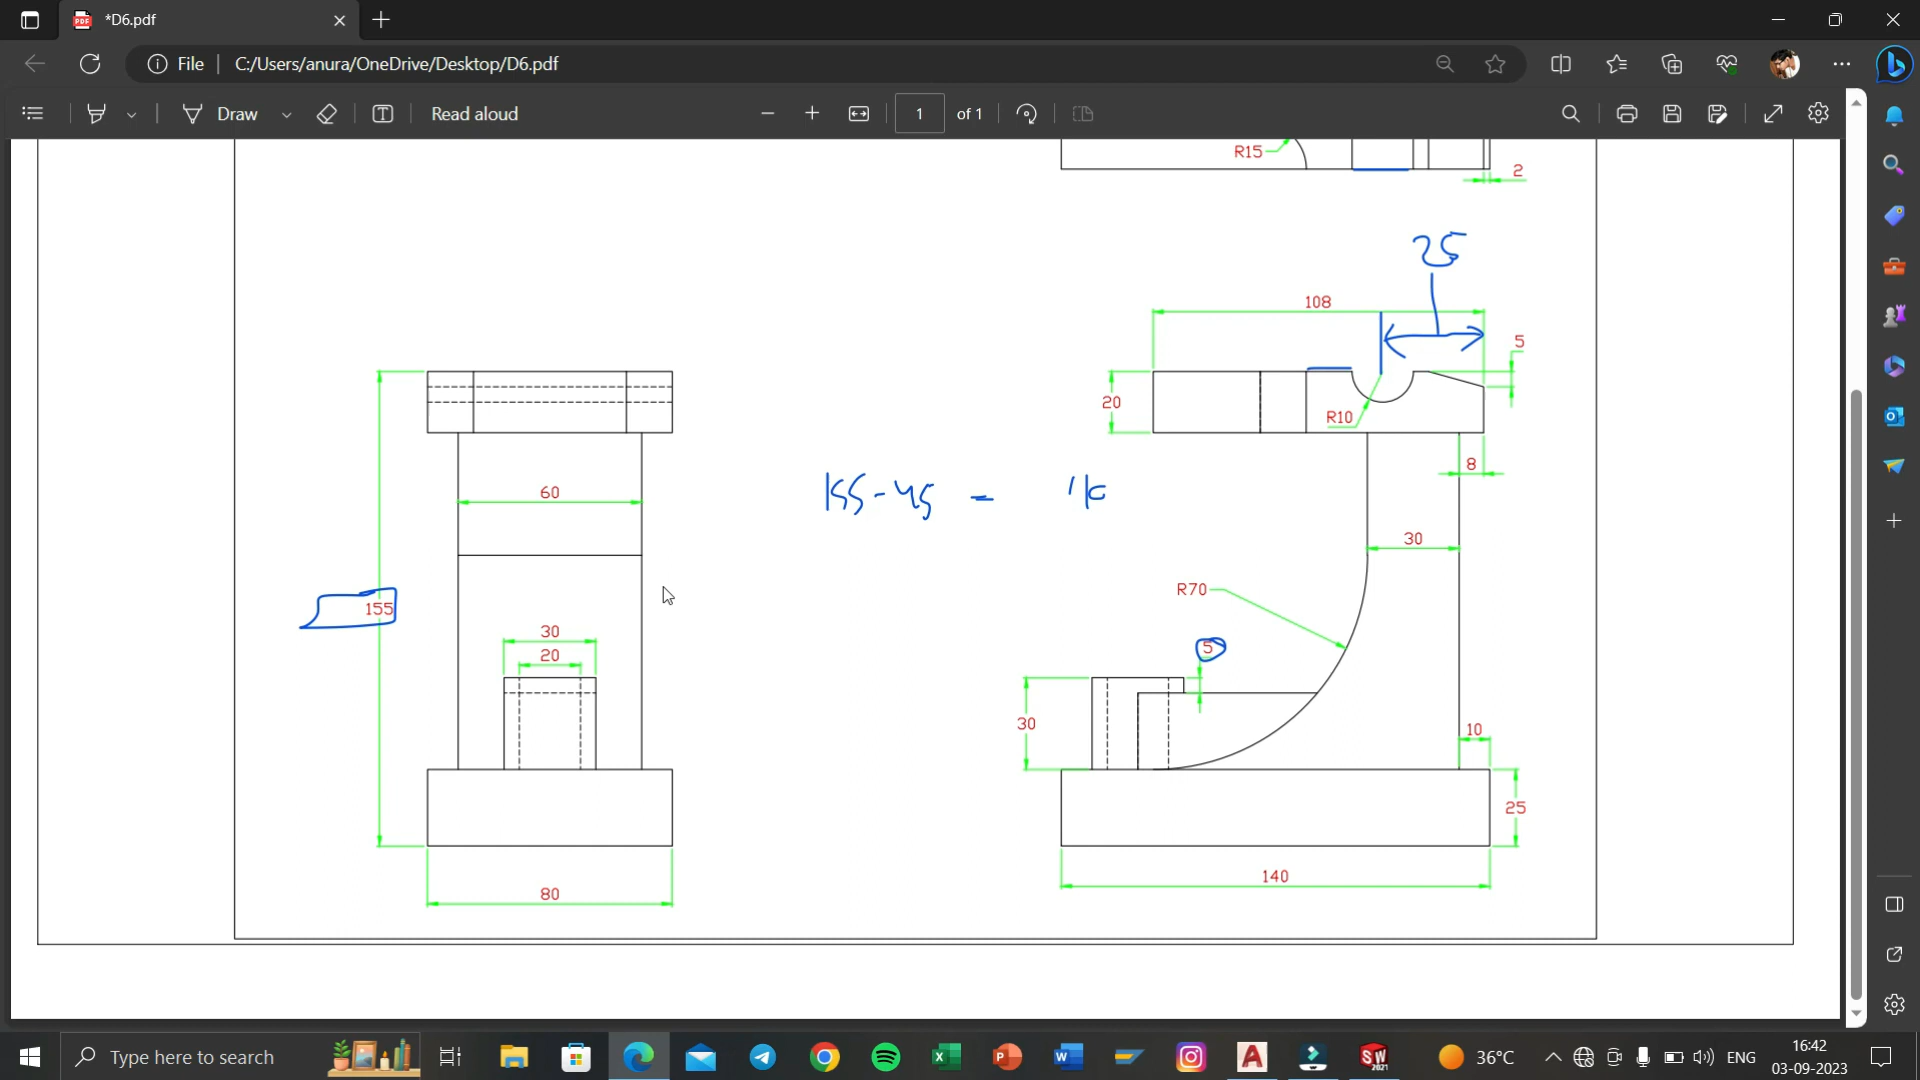 *D6.pdf
File
C:/Users/anura/OneDrive/Desktop/D6.pdf
Draw
Read aloud
1
of 1
R15
2
25
108
5
20
R10
8
155-45 =
60
30
R70
155
30
20
5
30
10
25
140
80
Type here to search
36°C
ENG
16:42
03-09-2023